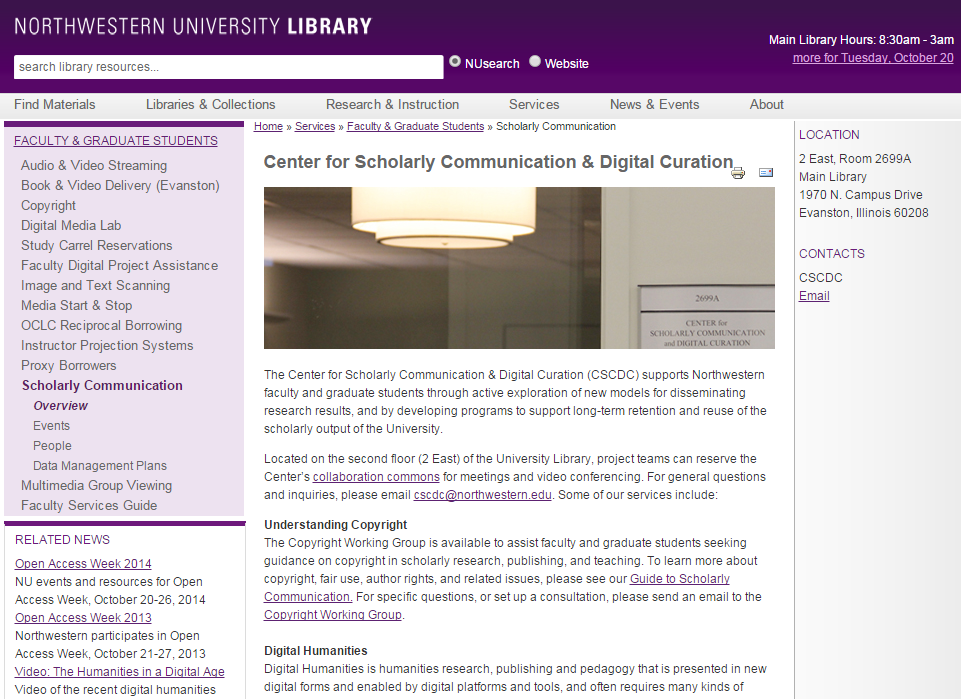 NORTHWESTERN UNIVERSITY LIBRARY
Main Library Hours: 8:30am - 3am
more for Tuesday, October 20
search library resources...
NUsearch
Website
Find Materials
Libraries & Collections
Research & Instruction
Services
News & Events
About
FACULTY & GRADUATE STUDENTS
Audio & Video Streaming
Book & Video Delivery (Evanston)
Copyright
Digital Media Lab
Study Carrel Reservations
Faculty Digital Project Assistance
Image and Text Scanning
Media Start & Stop
OCLC Reciprocal Borrowing
Instructor Projection Systems
Proxy Borrowers
Scholarly Communication
Overview
Events
People
Data Management Plans
Multimedia Group Viewing
Faculty Services Guide
RELATED NEWS
Open Access Week 2014
NU events and resources for Open
Access Week, October 20-26, 2014
Open Access Week 2013
Northwestern participates in Open
Access Week, October 21-27, 2013
Video: The Humanities in a Digital Age
Video of the recent digital humanities
Home » Services » Faculty & Graduate Students » Scholarly Communication
Center for Scholarly Communication & Digital Curation
2699A
CENTER for
SCHOLARLY COMMUNICATION
and DIGITAL CURATION
The Center for Scholarly Communication & Digital Curation (CSCDC) supports Northwestern
faculty and graduate students through active exploration of new models for disseminating
research results, and by developing programs to support long-term retention and reuse of the
scholarly output of the University.
Located on the second floor (2 East) of the University Library, project teams can reserve the
Center's collaboration commons for meetings and video conferencing. For general questions
and inquiries, please email cscdc@northwestern.edu. Some of our services include:
Understanding Copyright
The Copyright Working Group is available to assist faculty and graduate students seeking
guidance on copyright in scholarly research, publishing, and teaching. To learn more about
copyright, fair use, author rights, and related issues, please see our Guide to Scholarly
Communication. For specific questions, or set up a consultation, please send an email to the
Copyright Working Group.
Digital Humanities
Digital Humanities is humanities research, publishing and pedagogy that is presented in new
digital forms and enabled by digital platforms and tools, and often requires many kinds of
LOCATION
2 East, Room 2699A
Main Library
1970 N. Campus Drive
Evanston, Illinois 60208
CONTACTS
CSCDC
Email